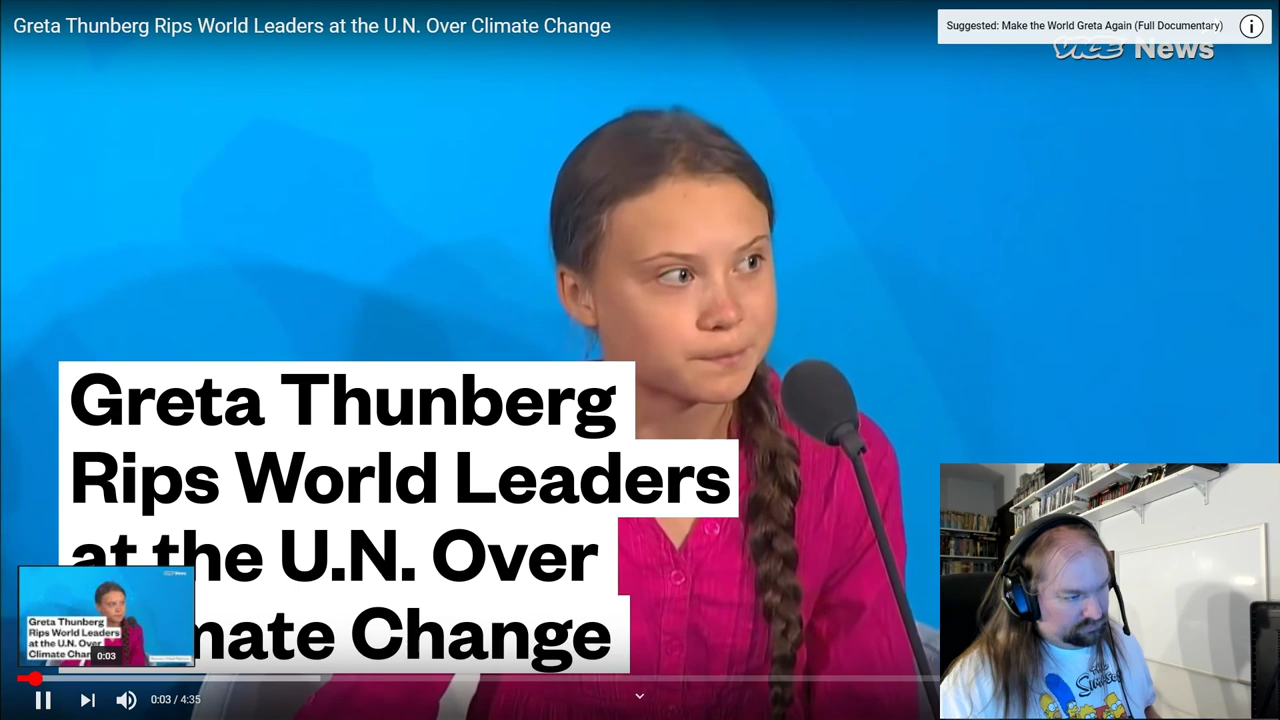 Greta Thunberg Rips World Leaders at the U.N. Over Climate Change
Suggested: Make the World Greta Again (Full Documentary)
VICE News
Greta Thunberg
Rips World Leaders
at the U.N. Over
mate Change
Greta Thunberg
Rips World Leaders
at the U.N. Over
Climate Chan
0:03
0:03 / 4:35
THE
SIMPS